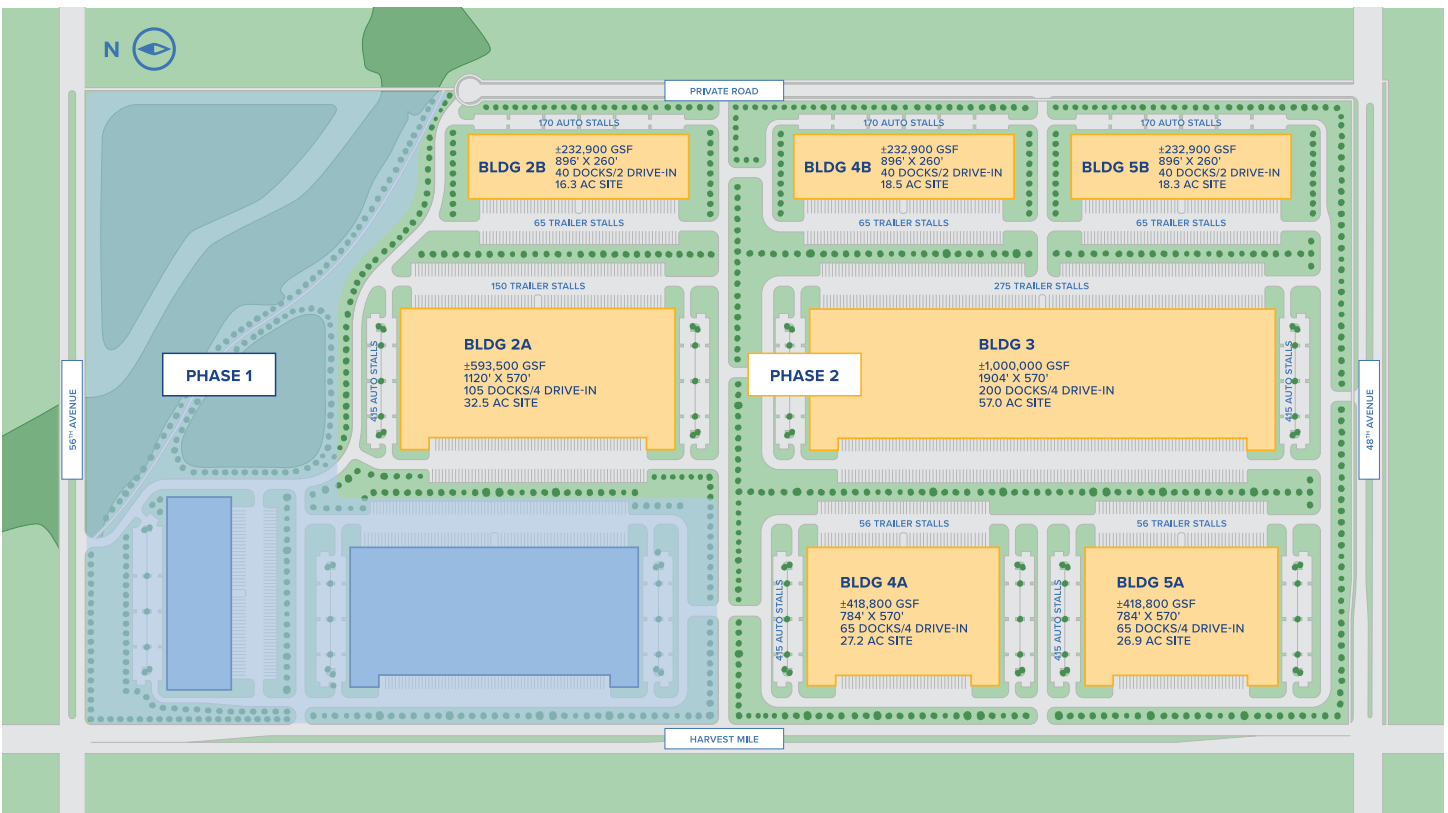 N
PRIVATE ROAD
170 AUTO STALLS
170 AUTO STALLS
170 AUTO STALLS
BLDG 2B
±232,900 GSF
896' X 260'
40 DOCKS/2 DRIVE-IN
16.3 AC SITE
BLDG 4B
±232,900 GSF
896' X 260'
40 DOCKS/2 DRIVE-IN
18.5 AC SITE
BLDG 5B
±232,900 GSF
896' X 260'
40 DOCKS/2 DRIVE-IN
18.3 AC SITE
65 TRAILER STALLS
65 TRAILER STALLS
65 TRAILER STALLS
150 TRAILER STALLS
275 TRAILER STALLS
56TH AVENUE
PHASE 1
415 AUTO STALLS
BLDG 2A
±593,500 GSF
1120' X 570'
105 DOCKS/4 DRIVE-IN
32.5 AC SITE
PHASE 2
BLDG 3
±1,000,000 GSF
1904' X 570'
200 DOCKS/4 DRIVE-IN
57.0 AC SITE
415 AUTO STALLS
48TH AVENUE
56 TRAILER STALLS
56 TRAILER STALLS
415 AUTO STALLS
BLDG 4A
±418,800 GSF
784' X 570'
65 DOCKS/4 DRIVE-IN
27.2 AC SITE
415 AUTO STALLS
BLDG 5A
±418,800 GSF
784' X 570'
65 DOCKS/4 DRIVE-IN
26.9 AC SITE
HARVEST MILE